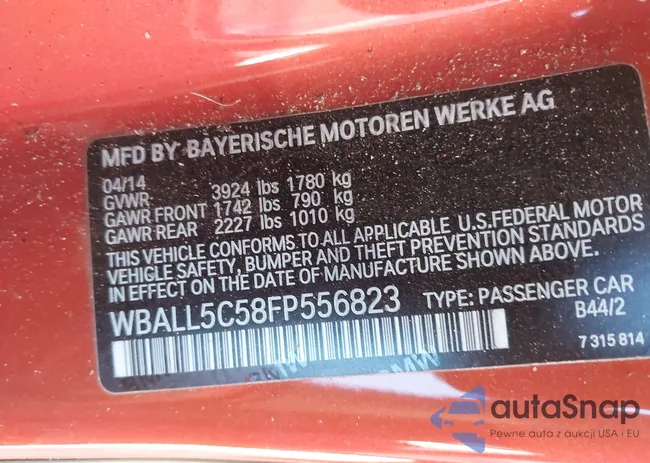 MFD BY BAYERISCHE MOTOREN WERKE AG
04/14
GVWR: 3924 lbs 1780 kg
GAWR FRONT 1742 lbs 790 kg
GAWR REAR 2227 lbs 1010 kg
THIS VEHICLE CONFORMS TO ALL APPLICABLE U.S.FEDERAL MOTOR
VEHICLE SAFETY, BUMPER AND THEFT PREVENTION STANDARDS
IN EFFECT ON THE DATE OF MANUFACTURE SHOWN ABOVE.
WBALL5C58FP556823 TYPE: PASSENGER CAR
B44/2
7 315 814
autaSnap
Pewne auta z aukcji USA i EU